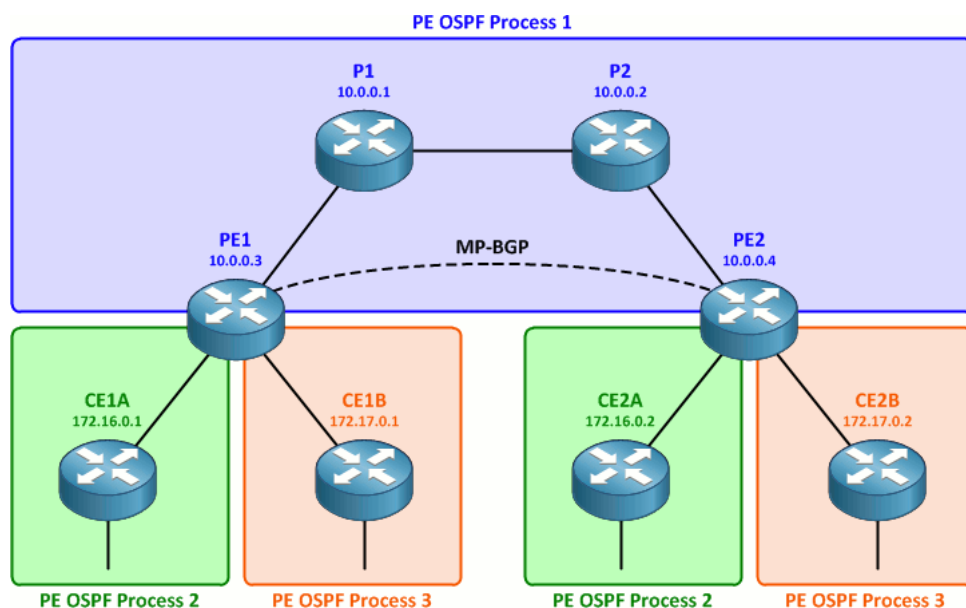 PE OSPF Process 1
P1
10.0.0.1
P2
10.0.0.2
PE1
10.0.0.3
MP-BGP
PE2
10.0.0.4
CE1A
172.16.0.1
CE1B
172.17.0.1
CE2A
172.16.0.2
CE2B
172.17.0.2
PE OSPF Process 2
PE OSPF Process 3
PE OSPF Process 2
PE OSPF Process 3